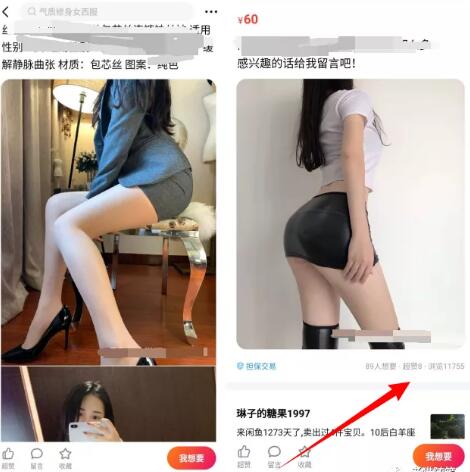 气质修身女西服
适用
性别
缓
解静脉曲张 材质：包芯丝 图案：纯色
点赞
留言
收藏
我想要
¥60
感兴趣的话给我留言吧！
担保交易
89人想要·超赞8·浏览11755
琳子的糖果1997
来闲鱼1273天了,卖出过
件宝贝。10后白羊座
点赞
留言
收藏
我想要